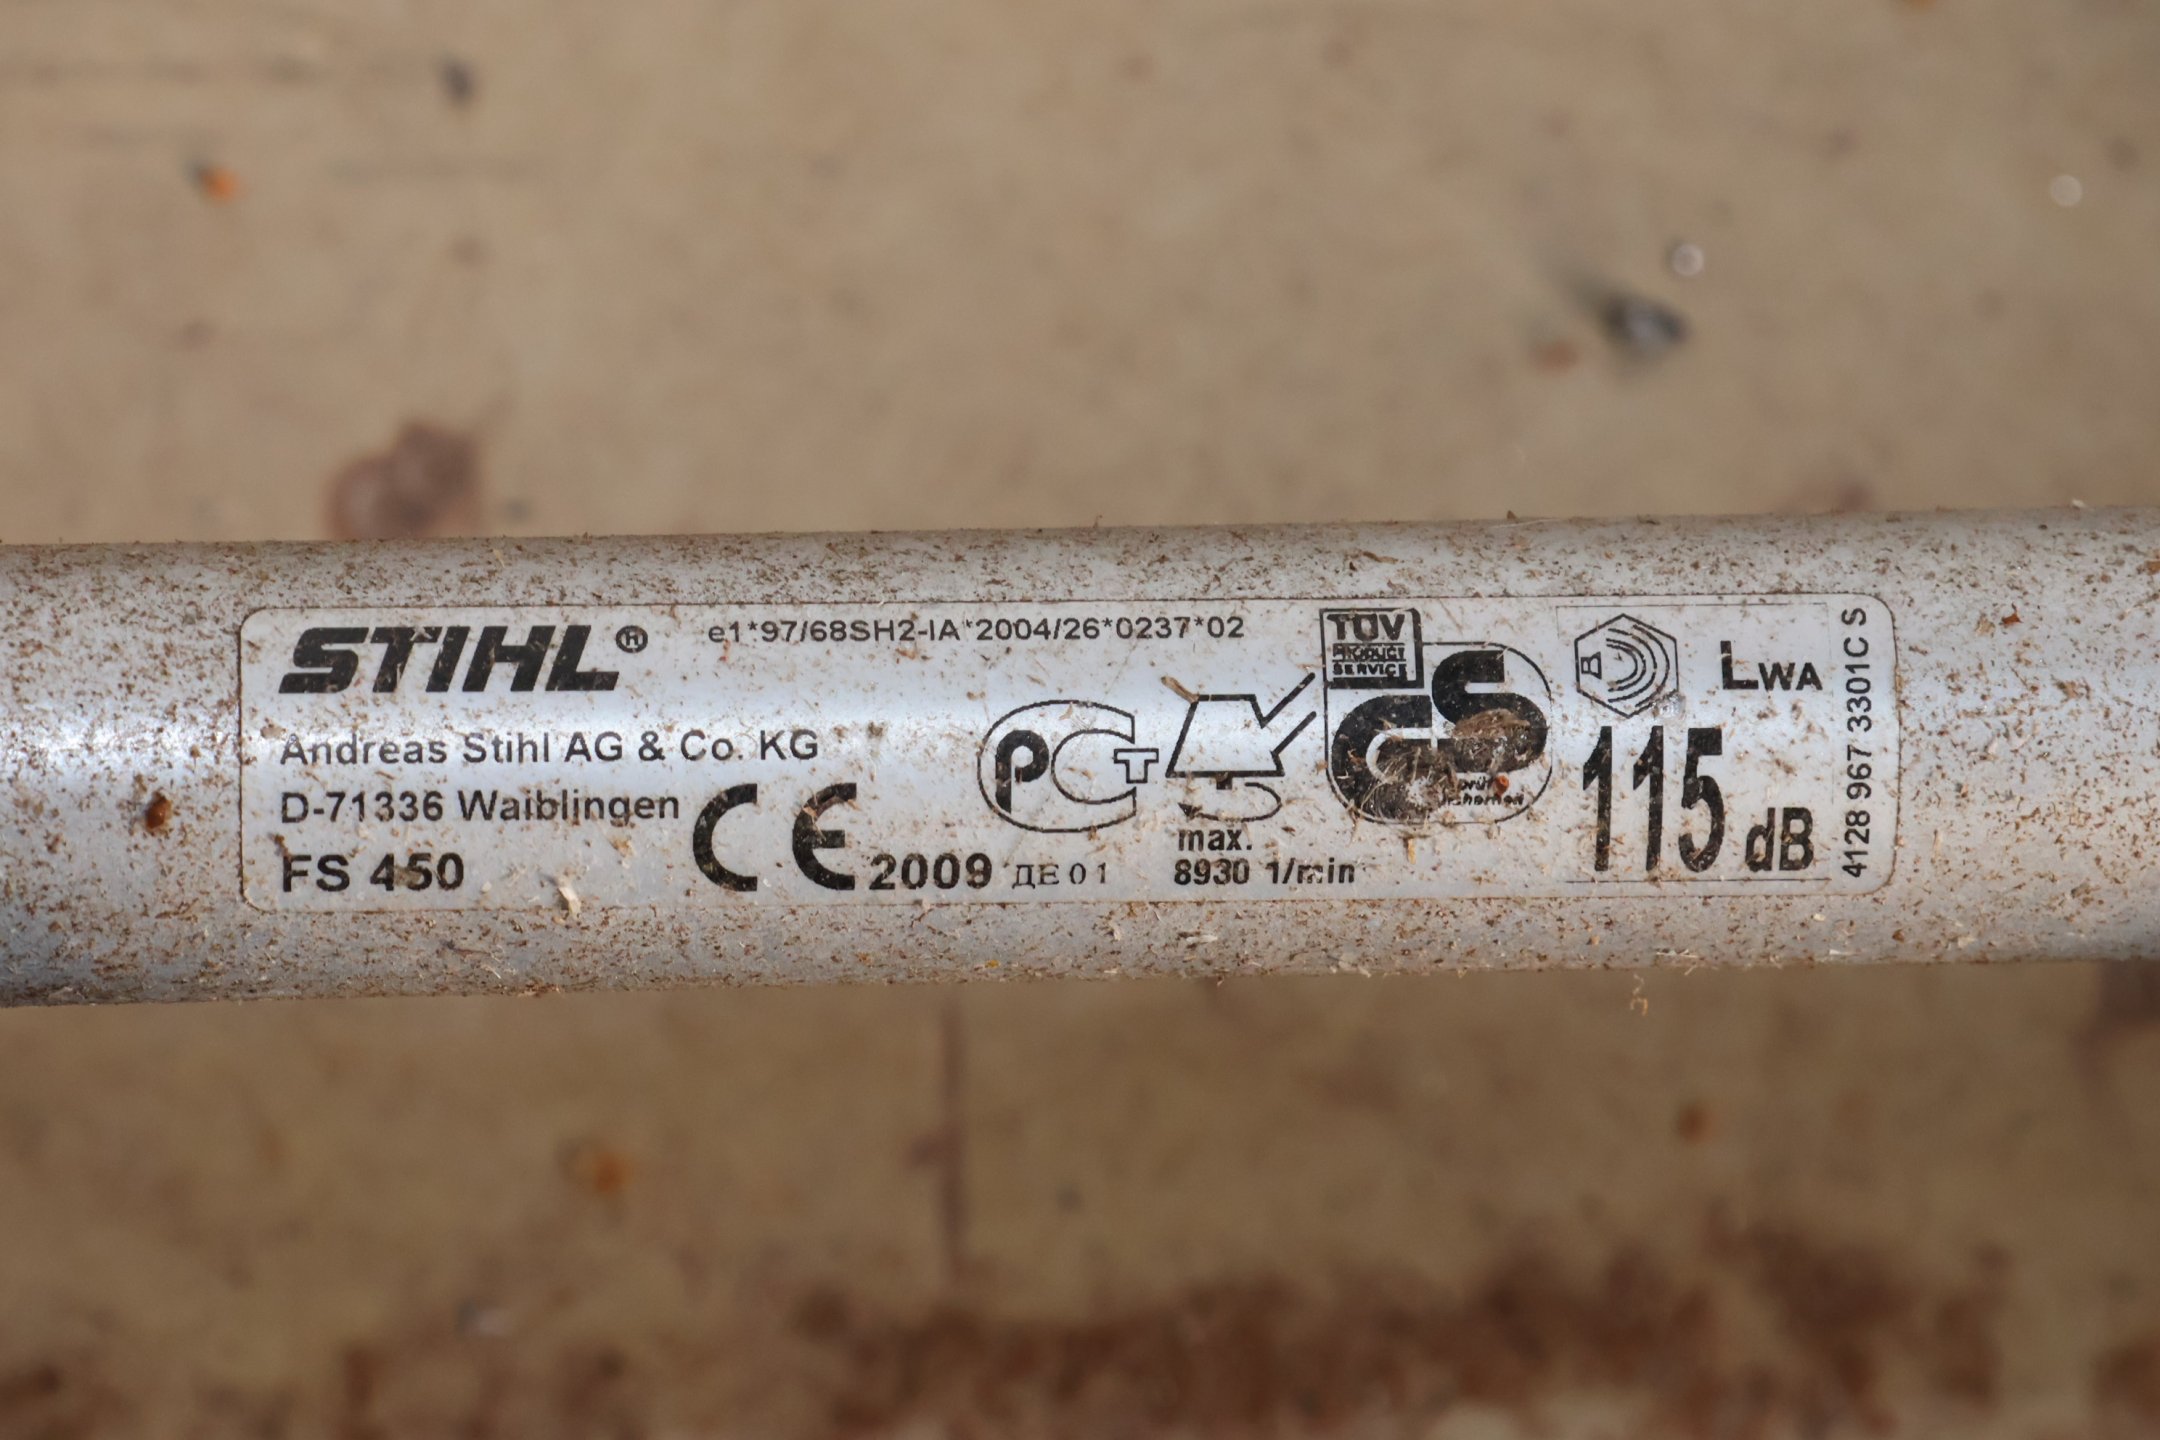 STIHL®
e1*97/68SH2-IA*2004/26*0237*02
Andreas Stihl AG & Co. KG
D-71336 Waiblingen
FS 450
CE 2009
PCT
ДЕ 01
max.
8930 1/min
TÜV
PRODUCT
SERVICE
GS
B
LWA
115 dB
4128 967 3301C S